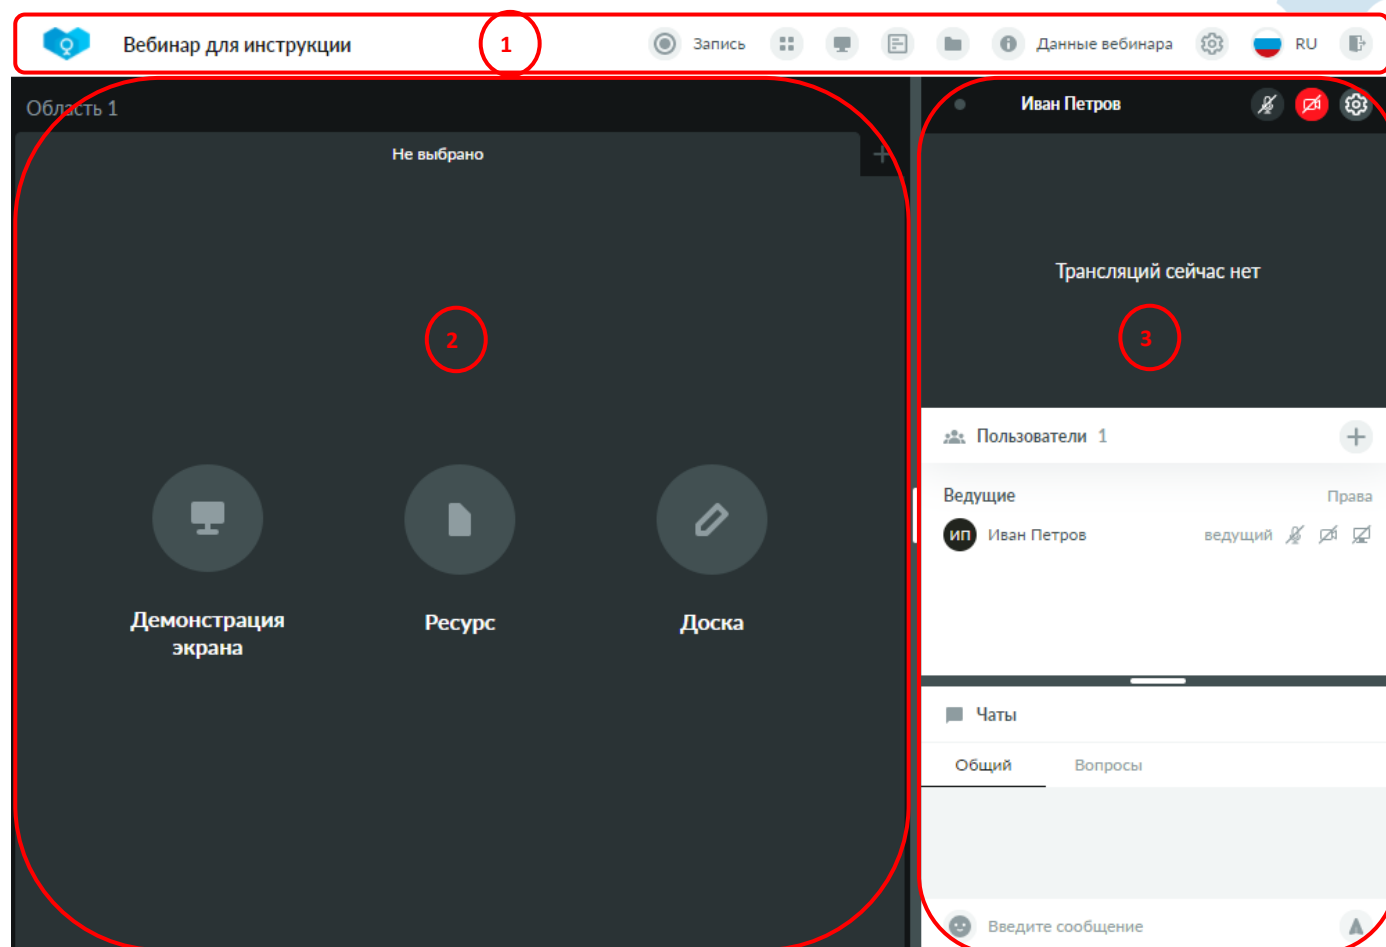 Вебинар для инструкции
1
Запись
Данные вебинара
RU
Область 1
Не выбрано
2
Демонстрация
экрана
Ресурс
Доска
Иван Петров
Трансляций сейчас нет
3
Пользователи 1
Ведущие
Права
ИП Иван Петров ведущий
Чаты
Общий
Вопросы
Введите сообщение